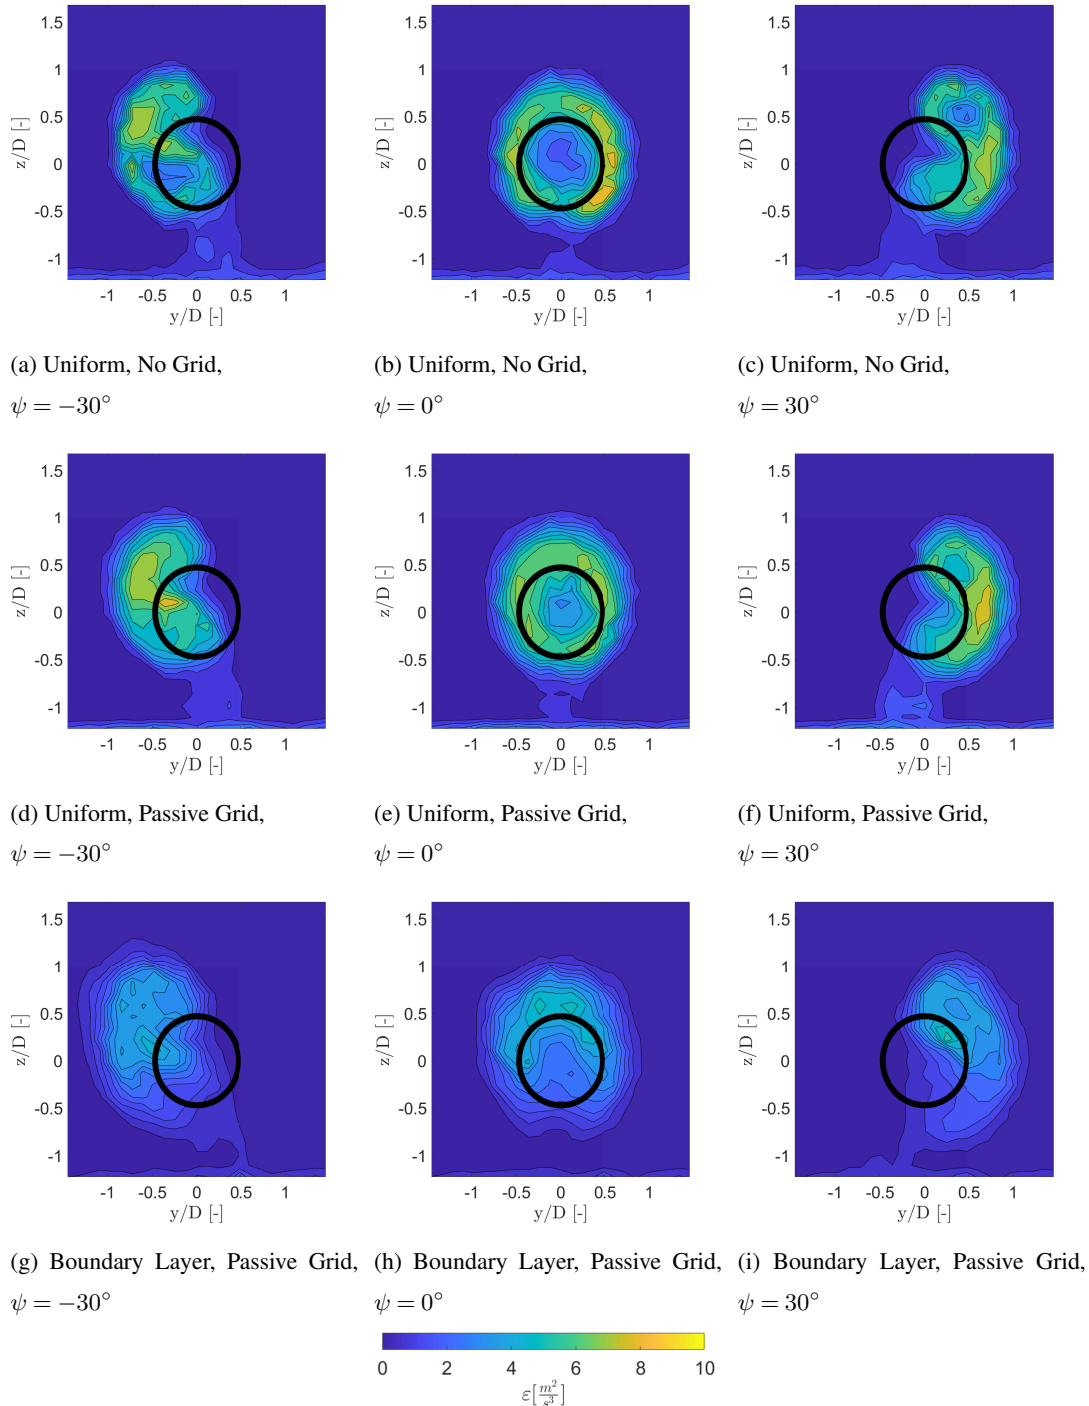 1.5
1
0.5
0
-0.5
-1
z/D [-]
-1 -0.5 0 0.5 1
y/D [-]
1.5
1
0.5
0
-0.5
-1
z/D [-]
-1 -0.5 0 0.5 1
y/D [-]
1.5
1
0.5
0
-0.5
-1
z/D [-]
-1 -0.5 0 0.5 1
y/D [-]
(a) Uniform, No Grid,
ψ = −30°
(b) Uniform, No Grid,
ψ = 0°
(c) Uniform, No Grid,
ψ = 30°
1.5
1
0.5
0
-0.5
-1
z/D [-]
-1 -0.5 0 0.5 1
y/D [-]
1.5
1
0.5
0
-0.5
-1
z/D [-]
-1 -0.5 0 0.5 1
y/D [-]
1.5
1
0.5
0
-0.5
-1
z/D [-]
-1 -0.5 0 0.5 1
y/D [-]
(d) Uniform, Passive Grid,
ψ = −30°
(e) Uniform, Passive Grid,
ψ = 0°
(f) Uniform, Passive Grid,
ψ = 30°
1.5
1
0.5
0
-0.5
-1
z/D [-]
-1 -0.5 0 0.5 1
y/D [-]
1.5
1
0.5
0
-0.5
-1
z/D [-]
-1 -0.5 0 0.5 1
y/D [-]
1.5
1
0.5
0
-0.5
-1
z/D [-]
-1 -0.5 0 0.5 1
y/D [-]
(g) Boundary Layer, Passive Grid,
ψ = −30°
(h) Boundary Layer, Passive Grid,
ψ = 0°
(i) Boundary Layer, Passive Grid,
ψ = 30°
0 2 4 6 8 10
ε[m²/s³]